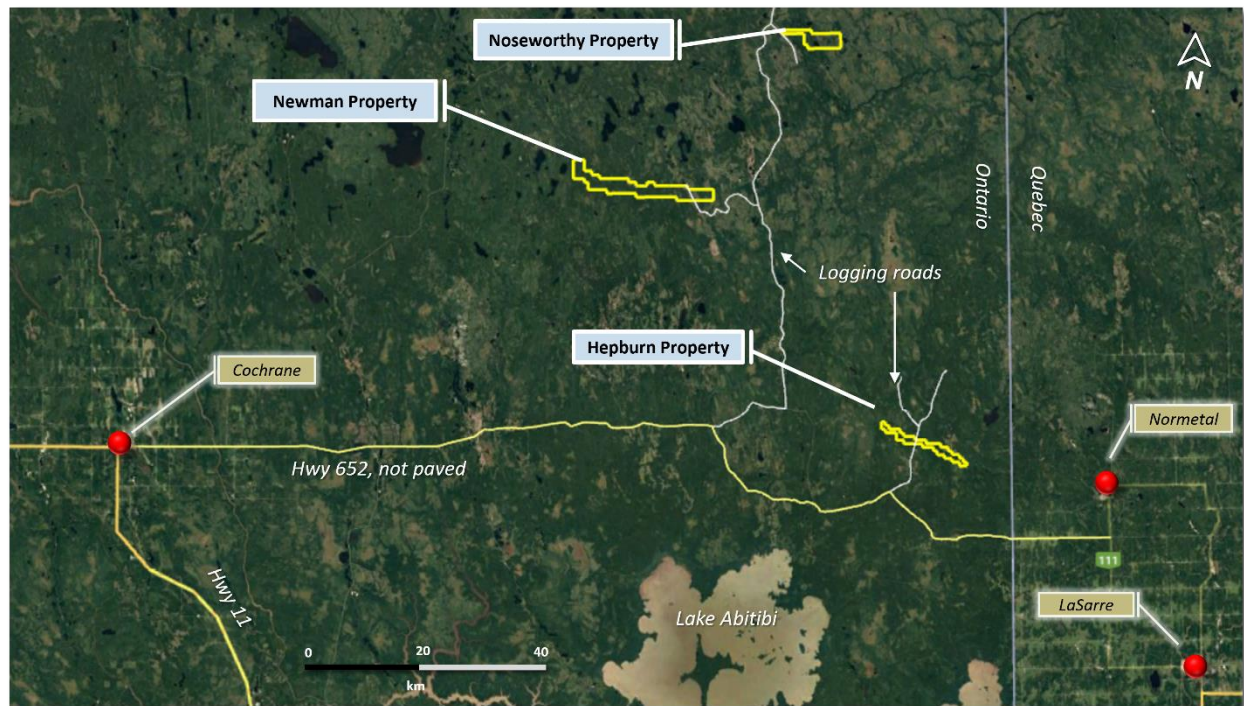 Noseworthy Property
N
Newman Property
Ontario
Quebec
Logging roads
Hepburn Property
Cochrane
Normetal
Hwy 652, not paved
111
Hwy 11
LaSarre
Lake Abitibi
0 20 40
km